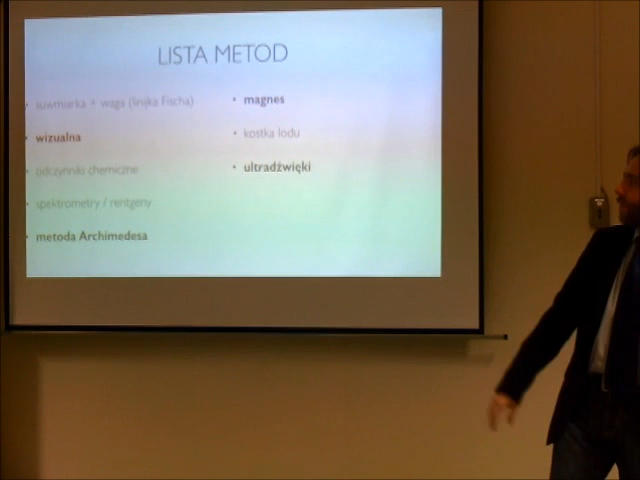 LISTA METOD
• suwmiarka + waga (linijka Fischa)
• wizualna
• odczynniki chemiczne
• spektrometry / rentgeny
• metoda Archimedesa
• magnes
• kostka lodu
• ultradźwięki